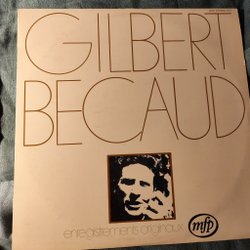 GILBERT
BECAUD
enregistrements originaux
mfp